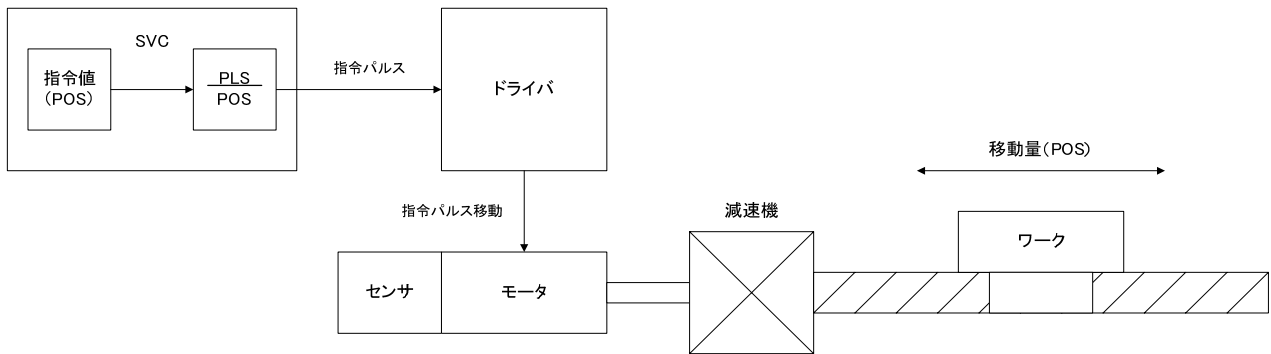 SVC
指令値
(POS)
PLS
POS
指令パルス
ドライバ
移動量(POS)
指令パルス移動
減速機
ワーク
センサ
モータ